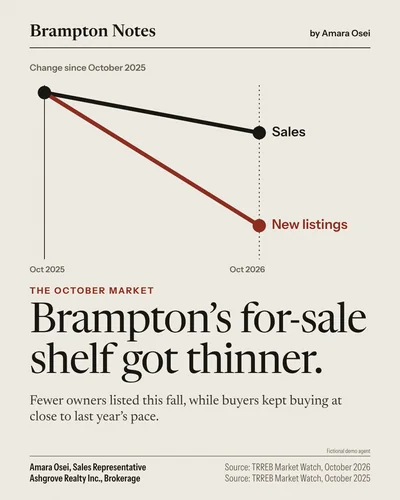 Brampton Notes
by Amara Osei
Change since October 2025
Sales
New listings
Oct 2025
Oct 2026
THE OCTOBER MARKET
Brampton’s for-sale
shelf got thinner.
Fewer owners listed this fall, while buyers kept buying at
close to last year’s pace.
Fictional demo agent
Amara Osei, Sales Representative
Ashgrove Realty Inc., Brokerage
Source: TRREB Market Watch, October 2026
Source: TRREB Market Watch, October 2025